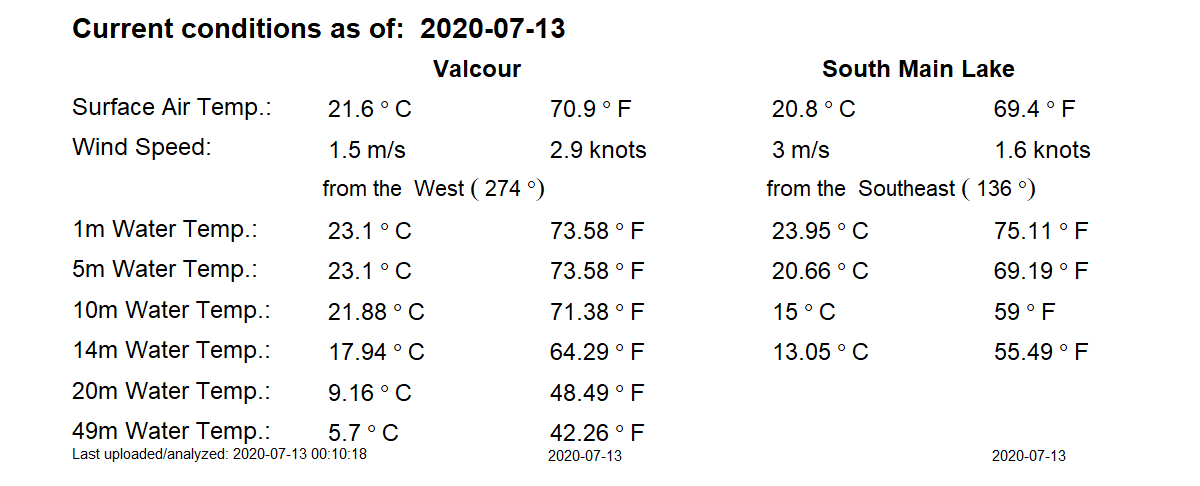 Current conditions as of:  2020-07-13
Valcour South Main Lake
Surface Air Temp.: 21.6 ° C 70.9 ° F 20.8 ° C 69.4 ° F
Wind Speed: 1.5 m/s 2.9 knots 3 m/s 1.6 knots
from the  West ( 274 °) from the  Southeast ( 136 °)
1m Water Temp.: 23.1 ° C 73.58 ° F 23.95 ° C 75.11 ° F
5m Water Temp.: 23.1 ° C 73.58 ° F 20.66 ° C 69.19 ° F
10m Water Temp.: 21.88 ° C 71.38 ° F 15 ° C 59 ° F
14m Water Temp.: 17.94 ° C 64.29 ° F 13.05 ° C 55.49 ° F
20m Water Temp.: 9.16 ° C 48.49 ° F
49m Water Temp.: 5.7 ° C 42.26 ° F
Last uploaded/analyzed: 2020-07-13 00:10:18 2020-07-13 2020-07-13